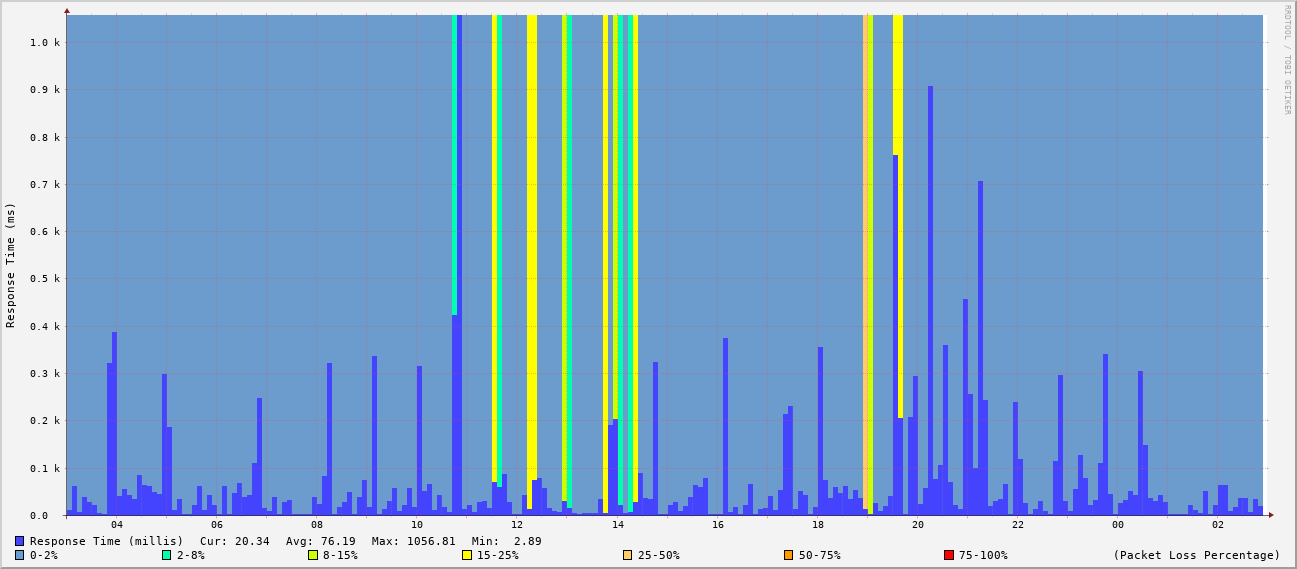 RRDTOOL / TOBI OETIKER
Response Time (ms)
1.0 k
0.9 k
0.8 k
0.7 k
0.6 k
0.5 k
0.4 k
0.3 k
0.2 k
0.1 k
0.0
04 06 08 10 12 14 16 18 20 22 00 02
Response Time (millis) Cur: 20.34 Avg: 76.19 Max: 1056.81 Min: 2.89
0-2% 2-8% 8-15% 15-25% 25-50% 50-75% 75-100% (Packet Loss Percentage)